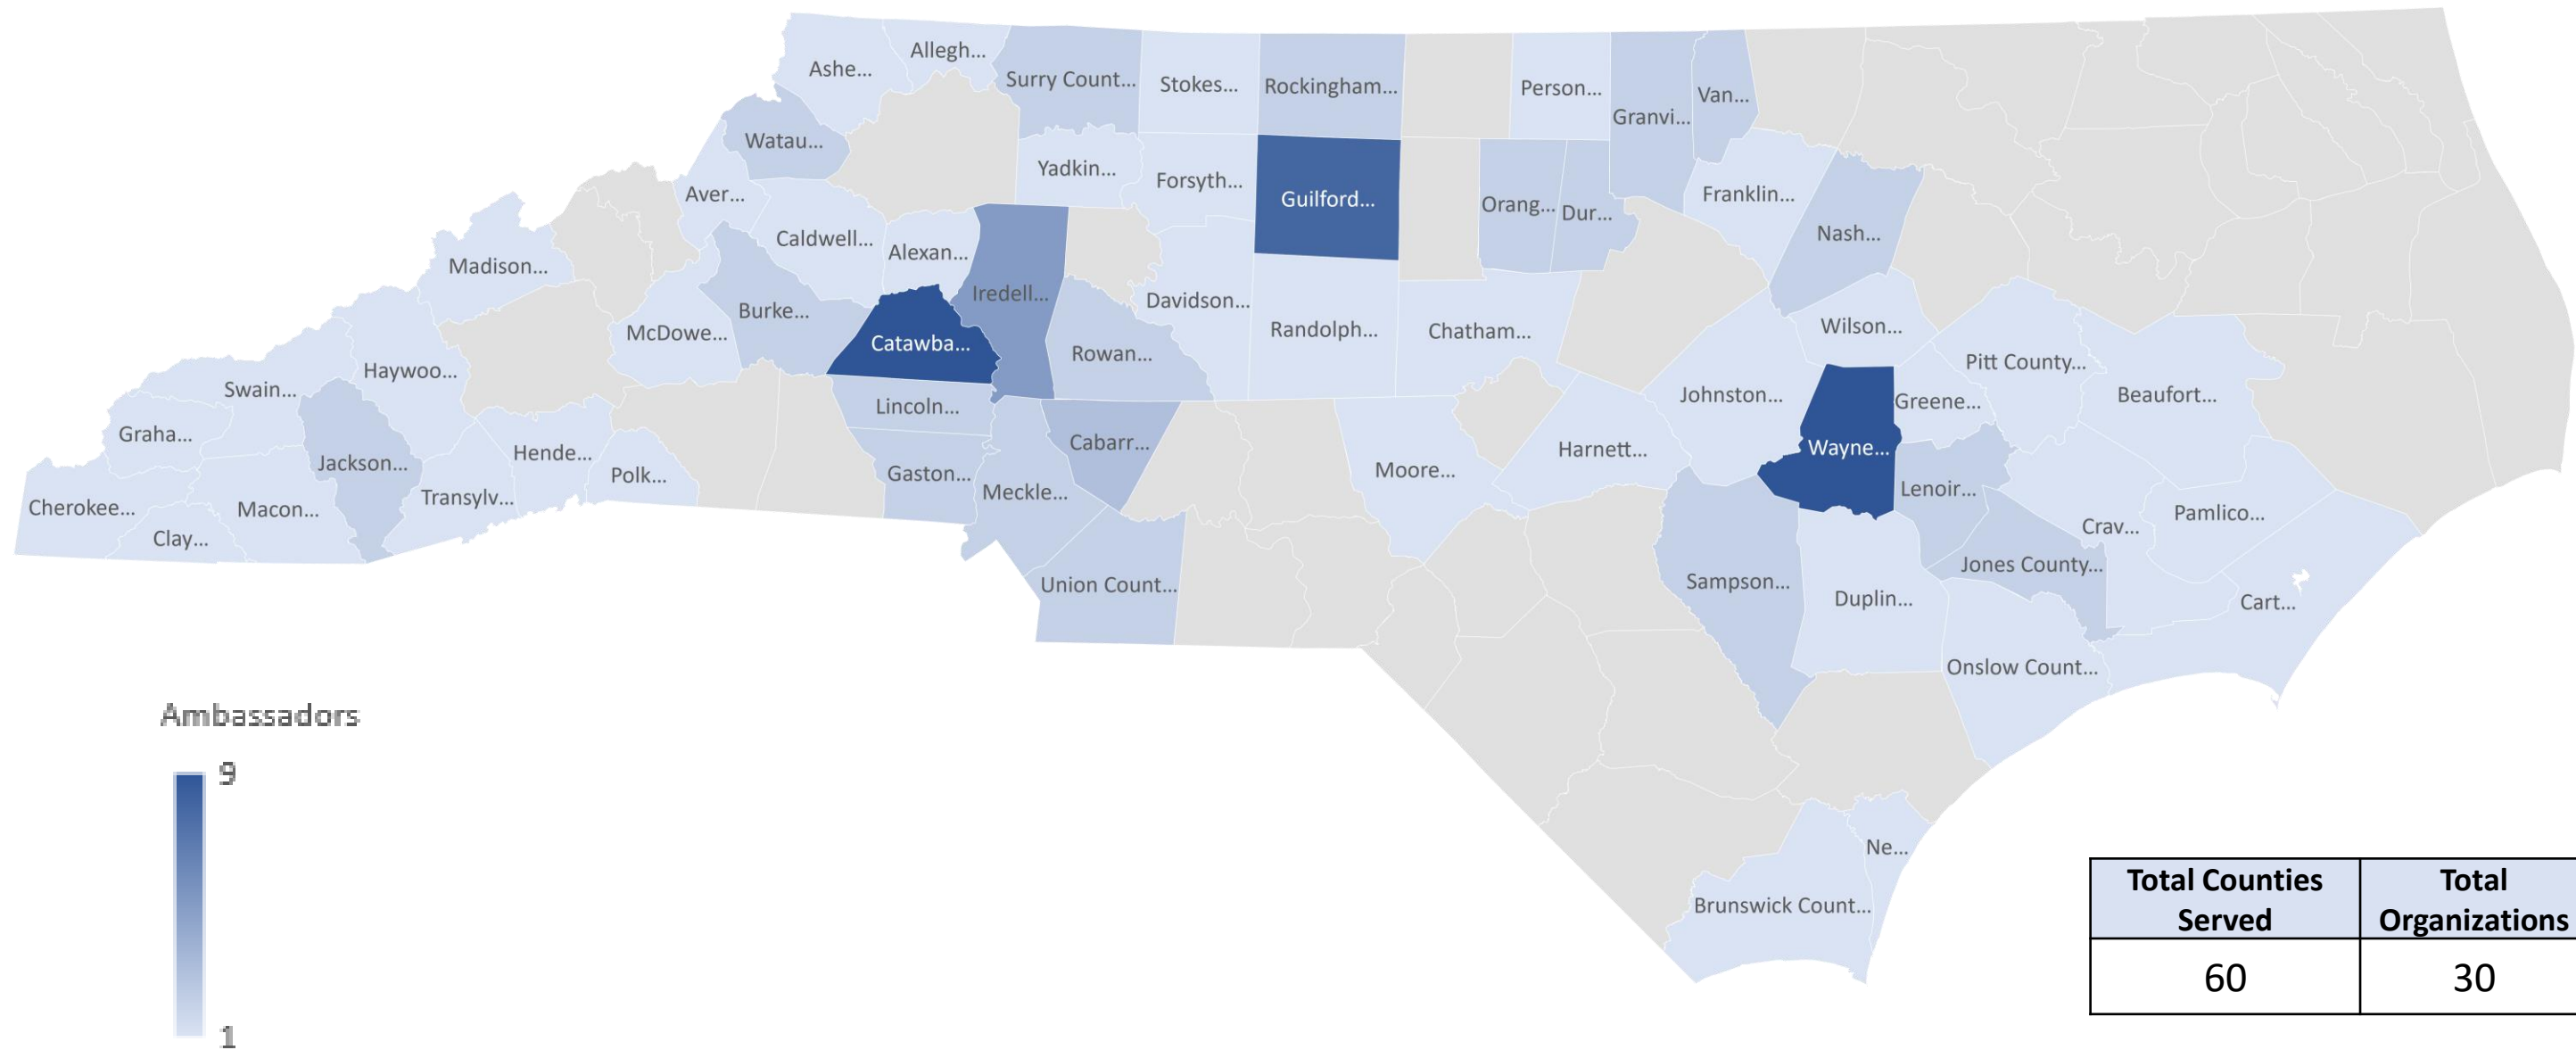 Allegh...
Ashe...
Surry Count...
Stokes...
Rockingham...
Person...
Van...
Granvi...
Watau...
Yadkin...
Forsyth...
Guilford...
Aver...
Orang...
Dur...
Franklin...
Nash...
Caldwell...
Alexan...
Madison...
Iredell...
Davidson...
Burke...
McDowe...
Catawba...
Rowan...
Randolph...
Chatham...
Wilson...
Pitt County...
Haywoo...
Swain...
Lincoln...
Johnston...
Greene...
Beaufort...
Graha...
Jackson...
Hende...
Polk...
Cabarr...
Gaston...
Meckle...
Moore...
Harnett...
Wayne...
Lenoir...
Cherokee...
Macon...
Transylv...
Clay...
Pamlico...
Crav...
Jones County...
Union Count...
Sampson...
Duplin...
Cart...
Onslow Count...
Ne...
Brunswick Count...
Ambassadors
9
1
Total Counties
Served
Total
Organizations
60
30